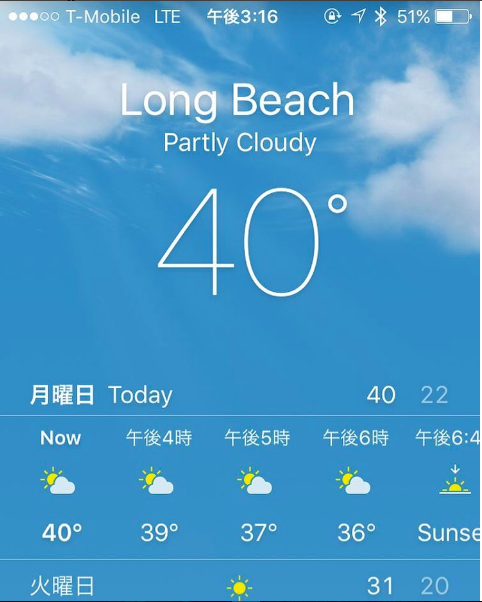 T-Mobile LTE 午後3:16 51%
Long Beach
Partly Cloudy
40°
月曜日 Today 40 22
Now 午後4時 午後5時 午後6時 午後6:4
40° 39° 37° 36° Sunse
火曜日 31 20